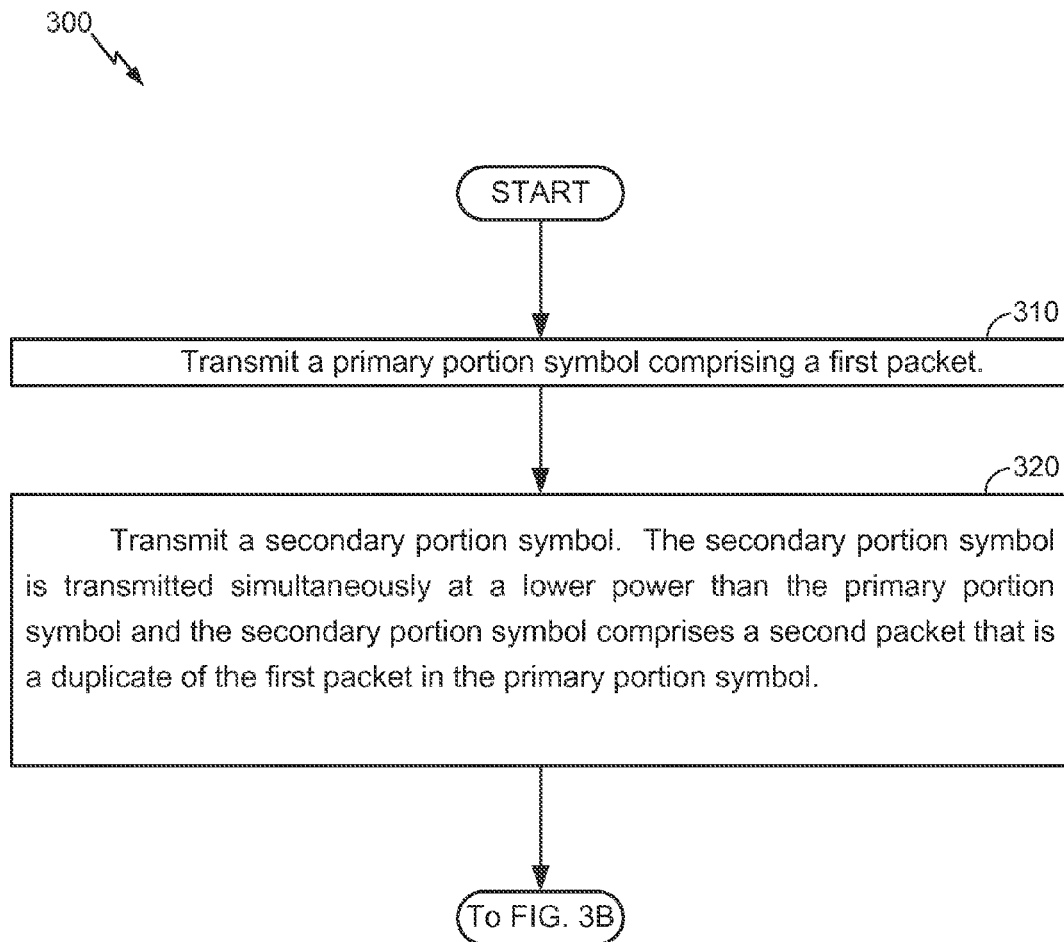 300
START
310
Transmit a primary portion symbol comprising a first packet.
320
Transmit a secondary portion symbol. The secondary portion symbol
is transmitted simultaneously at a lower power than the primary portion
symbol and the secondary portion symbol comprises a second packet that is
a duplicate of the first packet in the primary portion symbol.
To FIG. 3B